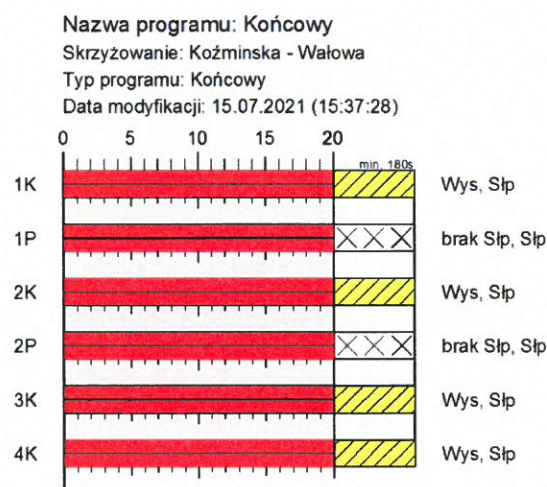 Nazwa programu: Końcowy
Skrzyżowanie: Koźminska - Wałowa
Typ programu: Końcowy
Data modyfikacji: 15.07.2021 (15:37:28)
0 10 15 20
min. 180s
1K Wys, Słp
1P brak Słp, Słp
2K Wys, Słp
2P brak Słp, Słp
3K Wys, Słp
4K Wys, Słp